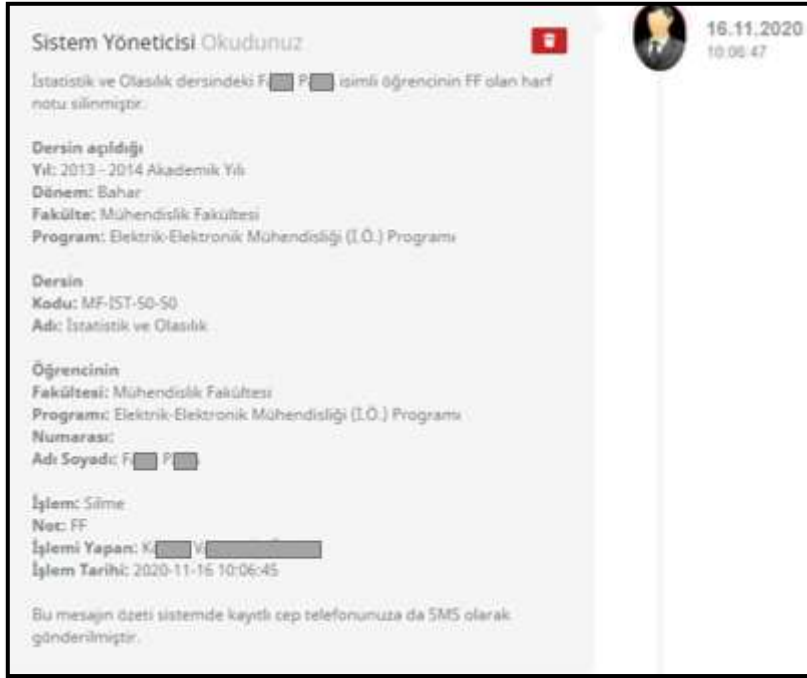 Sistem Yöneticisi Okudunuz
İstatistik ve Olasılık dersindeki F P isimli öğrencinin FF olan harf
notu silinmiştir.
Dersin açıldığı
Yıl: 2013 - 2014 Akademik Yılı
Dönem: Bahar
Fakülte: Mühendislik Fakültesi
Program: Elektrik-Elektronik Mühendisliği (İ.Ö.) Programı
Dersin
Kodu: MF-İST-50-50
Adı: İstatistik ve Olasılık
Öğrencinin
Fakültesi: Mühendislik Fakültesi
Programı: Elektrik-Elektronik Mühendisliği (İ.Ö.) Programı
Numarası:
Adı Soyadı: F P
İşlem: Silme
Not: FF
İşlemi Yapan: K V
İşlem Tarihi: 2020-11-16 10:06:45
Bu mesajın özeti sistemde kayıtlı cep telefonunuza da SMS olarak
gönderilmiştir.
16.11.2020
10:06:47